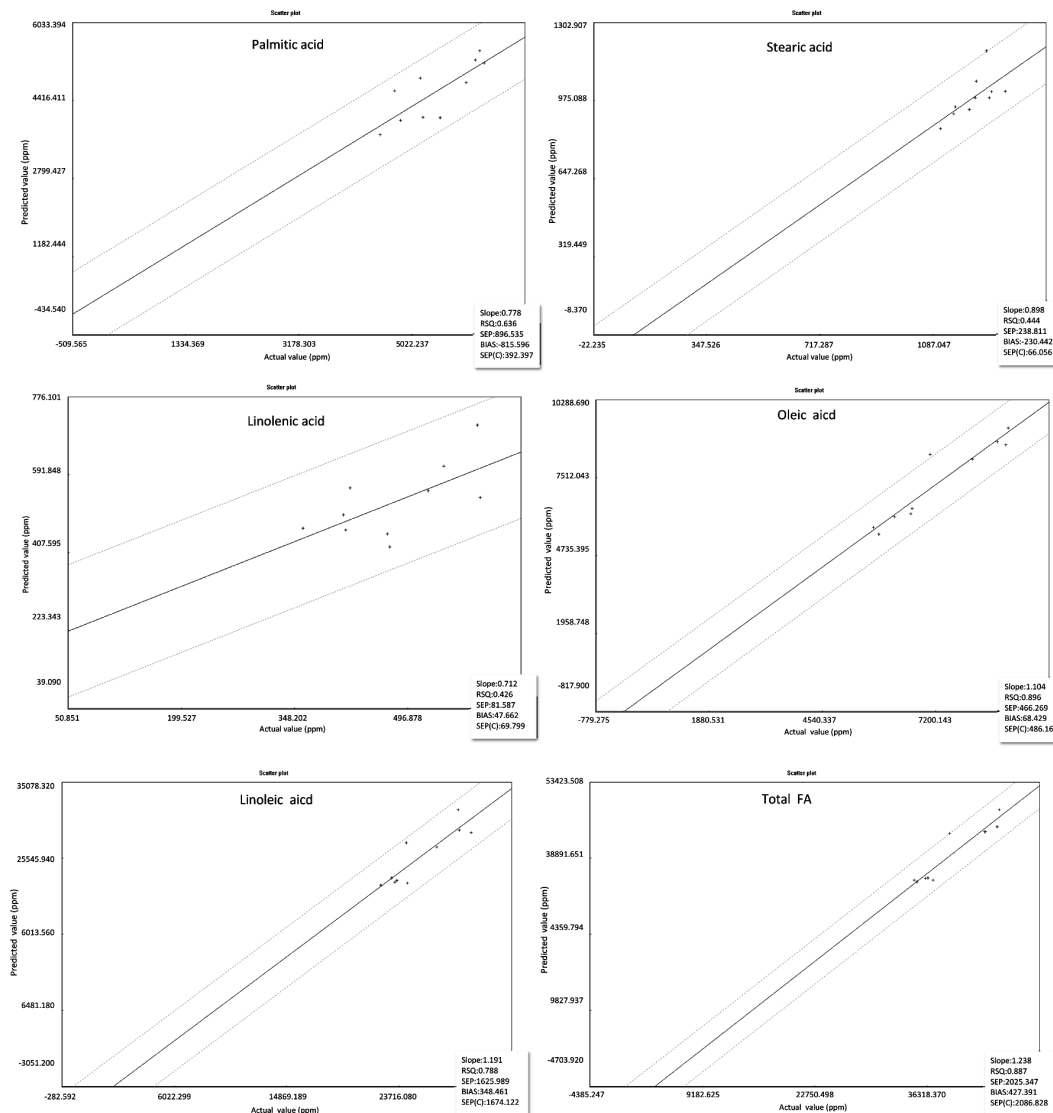 Scatter plot
Palmitic acid
6033.394
4416.411
2799.427
1182.444
-434.540
Predicted value (ppm)
-509.565
1334.369
3178.303
5022.237
Actual value (ppm)
Slope:0.778
RSQ:0.636
SEP:896.535
BIAS:-815.596
SEP(C):392.397
Scatter plot
Stearic acid
1302.907
975.088
647.268
319.449
-8.370
Predicted value (ppm)
-22.235
347.526
717.287
1087.047
Actual value (ppm)
Slope:0.898
RSQ:0.444
SEP:238.811
BIAS:-230.442
SEP(C):66.056
Scatter plot
Linolenic acid
776.101
591.848
407.595
223.343
39.090
Predicted value (ppm)
50.851
199.527
348.202
496.878
Actual value (ppm)
Slope:0.712
RSQ:0.426
SEP:81.587
BIAS:47.662
SEP(C):69.799
Scatter plot
Oleic aicd
10288.690
7512.043
4735.395
1958.748
-817.900
Predicted value (ppm)
-779.275
1880.531
4540.337
7200.143
Actual value (ppm)
Slope:1.104
RSQ:0.896
SEP:466.269
BIAS:68.429
SEP(C):486.16
Scatter plot
Linoleic aicd
35078.320
25545.940
6013.560
6481.180
-3051.200
Predicted value (ppm)
-282.592
6022.299
14869.189
23716.080
Actual value (ppm)
Slope:1.191
RSQ:0.788
SEP:1625.989
BIAS:348.461
SEP(C):1674.122
Scatter plot
Total FA
53423.508
38891.651
4359.794
9827.937
-4703.920
Predicted value (ppm)
-4385.247
9182.625
22750.498
36318.370
Actual value (ppm)
Slope:1.238
RSQ:0.887
SEP:2025.347
BIAS:427.391
SEP(C):2086.828